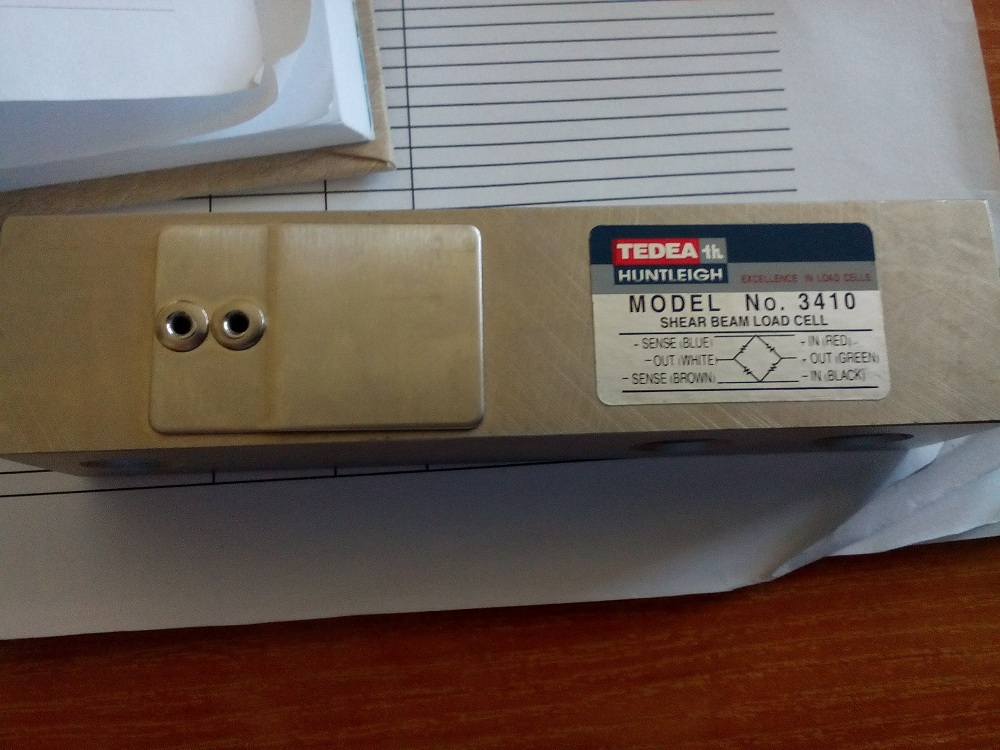 TEDEA th
HUNTLEIGH EXCELLENCE IN LOAD CELLS
MODEL No. 3410
SHEAR BEAM LOAD CELL
- SENSE (BLUE) + IN (RED)
- OUT (WHITE) + OUT (GREEN)
- SENSE (BROWN) - IN (BLACK)